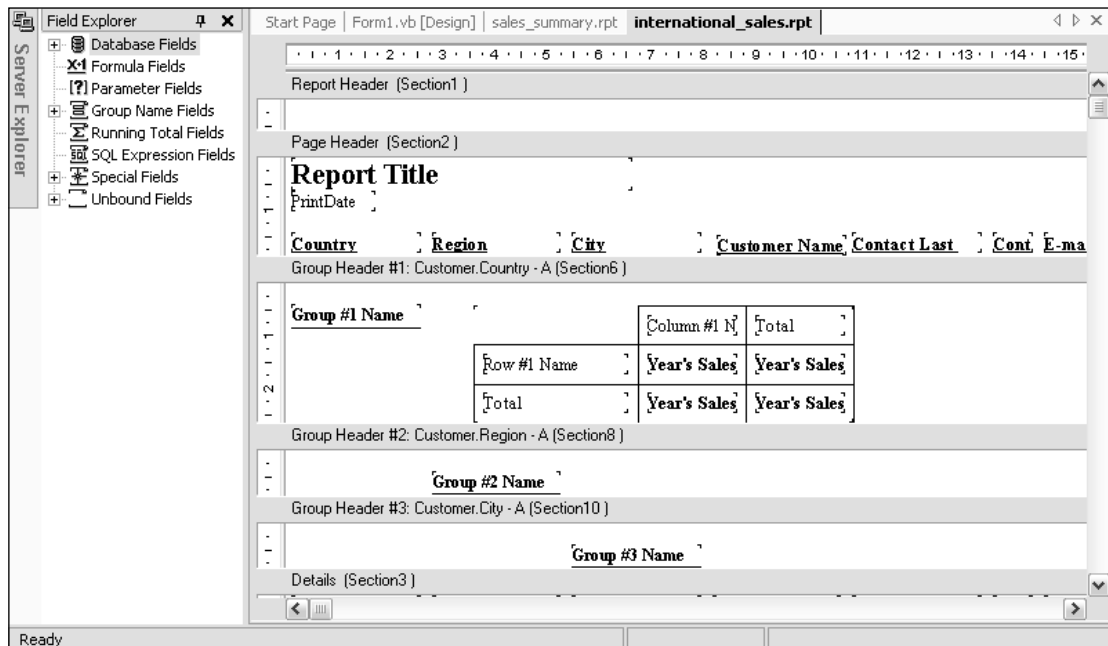 Field Explorer
Start Page Form1.vb [Design] sales_summary.rpt international_sales.rpt
Server Explorer
Database Fields
X+1 Formula Fields
[?] Parameter Fields
Group Name Fields
Σ Running Total Fields
SQL SQL Expression Fields
Special Fields
Unbound Fields
1 2 3 4 5 6 7 8 9 10 11 12 13 14 15
Report Header (Section1 )
Page Header (Section2 )
Report Title
PrintDate
1
Country Region City Customer Name Contact Last Cont E-ma
Group Header #1: Customer.Country - A (Section6 )
Group #1 Name
Column #1 N Total
1
Row #1 Name Year's Sales Year's Sales
2
Total Year's Sales Year's Sales
Group Header #2: Customer.Region - A (Section8 )
Group #2 Name
Group Header #3: Customer.City - A (Section10 )
Group #3 Name
Details (Section3 )
Ready